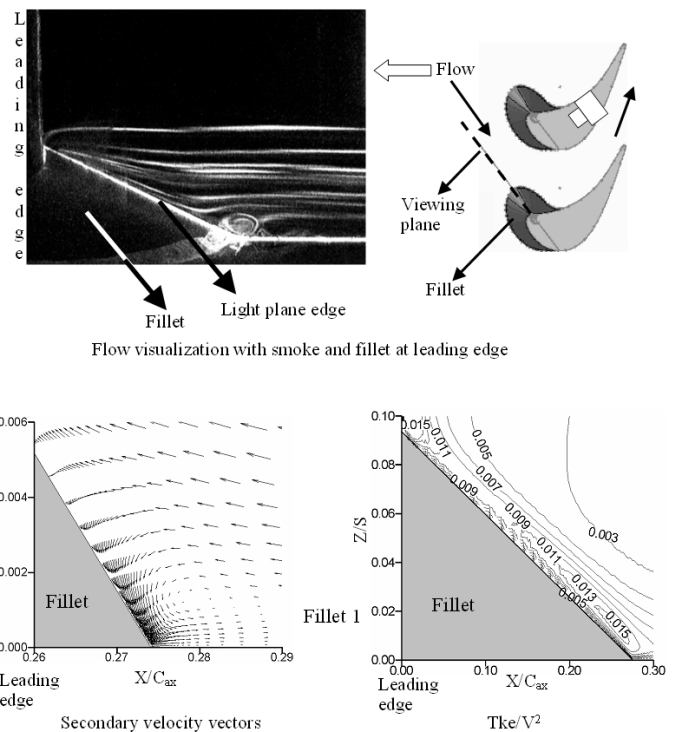 Leading edge
Flow
Viewing
plane
Fillet
Fillet
Light plane edge
Flow visualization with smoke and fillet at leading edge
0.006
0.004
0.002
0.000
0.26
0.27
0.28
0.29
Fillet
Leading
edge
X/Cax
Secondary velocity vectors
Fillet 1
0.10
0.08
0.06
0.04
0.02
0.00
Z/S
0.00
0.10
0.20
0.30
0.015
0.011
0.005
0.007
0.009
0.009
0.003
0.011
0.013
0.005
0.015
Fillet
Leading
edge
X/Cax
Tke/V²